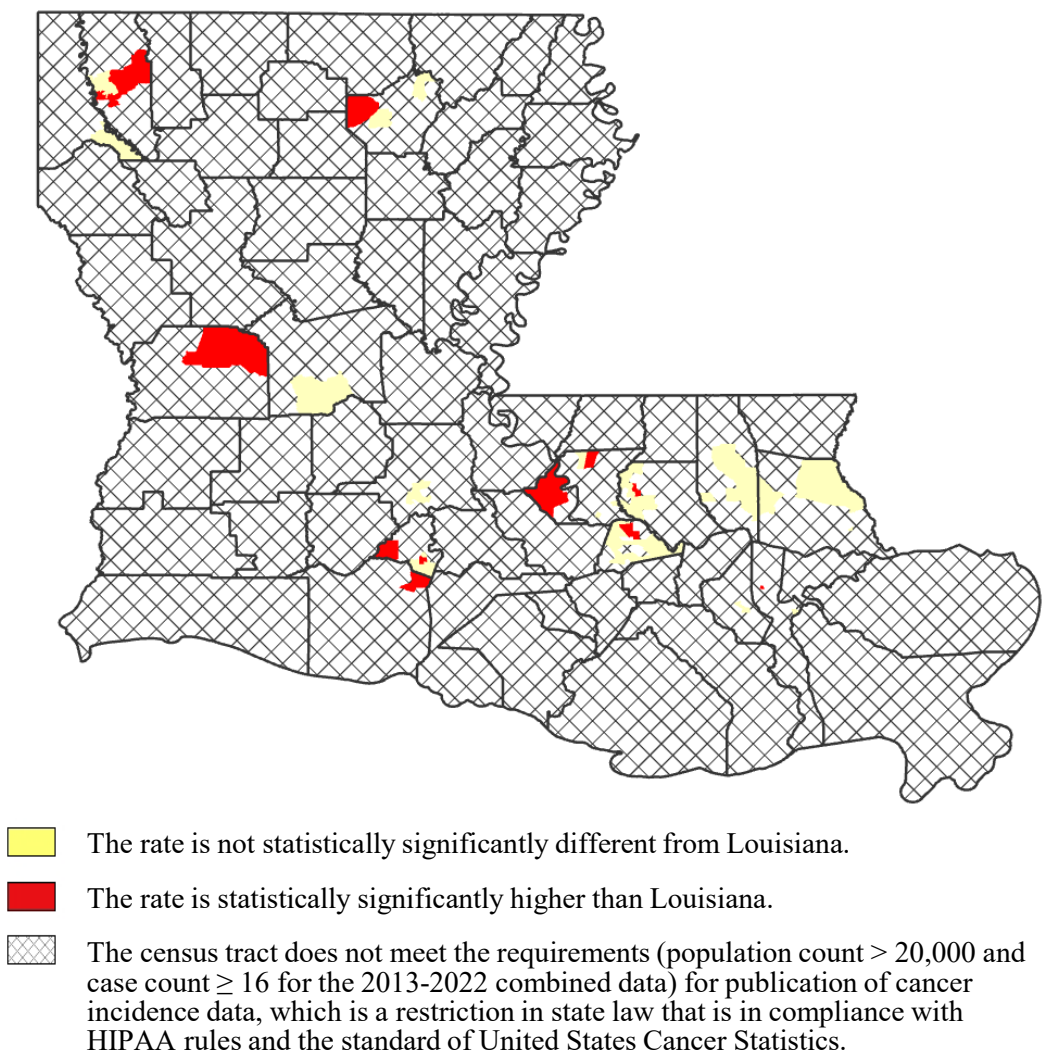 The rate is not statistically significantly different from Louisiana.
The rate is statistically significantly higher than Louisiana.
The census tract does not meet the requirements (population count > 20,000 and
case count ≥ 16 for the 2013-2022 combined data) for publication of cancer
incidence data, which is a restriction in state law that is in compliance with
HIPAA rules and the standard of United States Cancer Statistics.